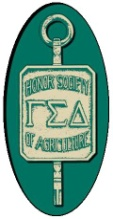 HONOR SOCIETY
ΓΣΔ
OF AGRICULTURE